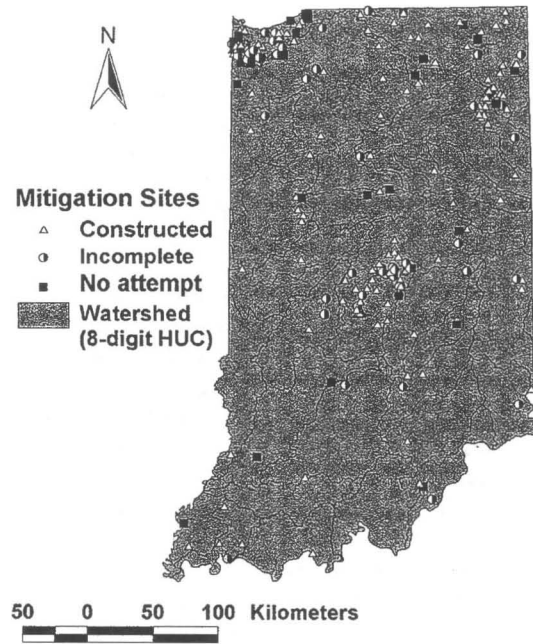 N
Mitigation Sites
Constructed
Incomplete
No attempt
Watershed
(8-digit HUC)
50 0 50 100 Kilometers